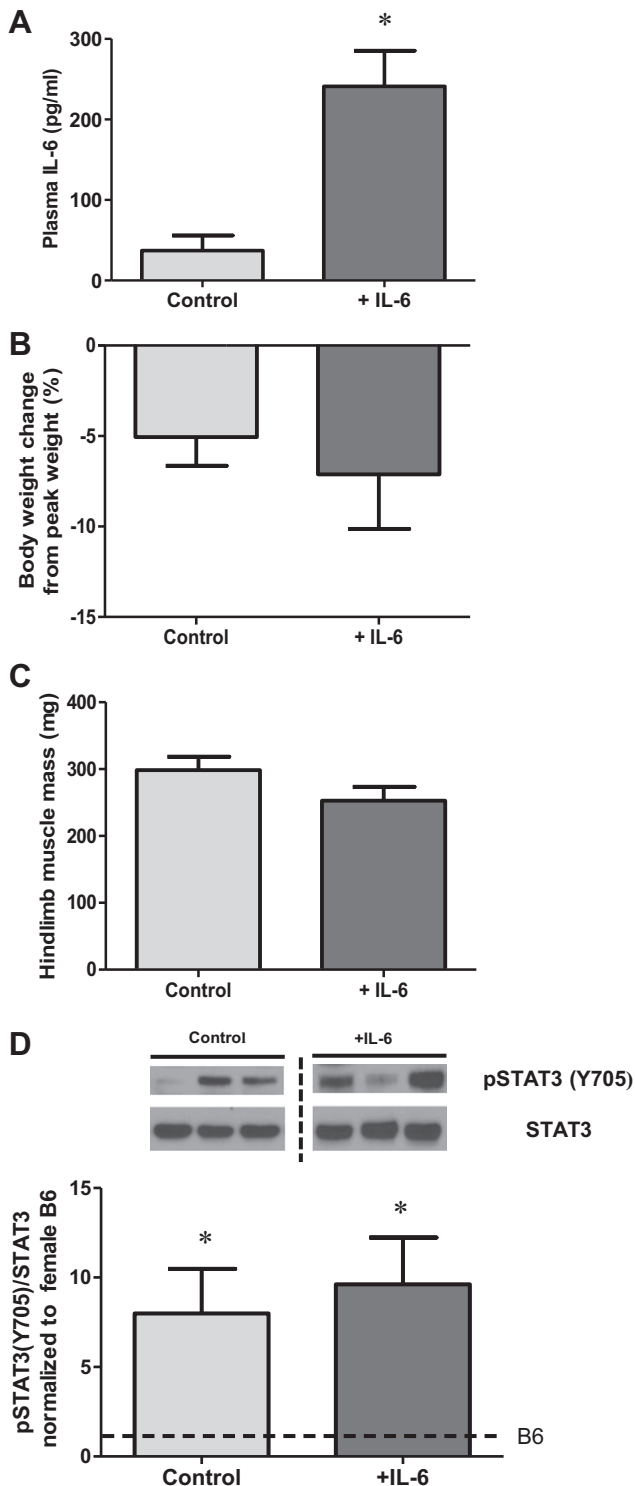 A
*
300
200
100
0
Plasma IL-6 (pg/ml)
Control
+ IL-6
B
0
-5
-10
-15
Body weight change
from peak weight (%)
Control
+ IL-6
C
400
300
200
100
0
Hindlimb muscle mass (mg)
Control
+ IL-6
D
Control
+IL-6
pSTAT3 (Y705)
STAT3
15
10
5
0
pSTAT3(Y705)/STAT3
normalized to female B6
*
*
B6
Control
+IL-6